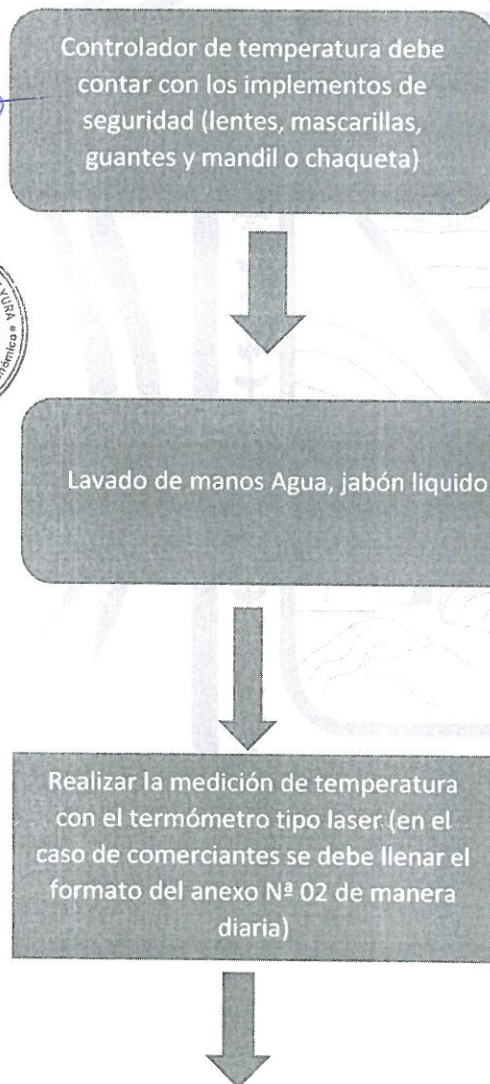 Controlador de temperatura debe
contar con los implementos de
seguridad (lentes, mascarillas,
guantes y mandil o chaqueta)
YURA
Lavado de manos Agua, jabón liquido
Realizar la medición de temperatura
con el termómetro tipo laser (en el
caso de comerciantes se debe llenar el
formato del anexo Nª 02 de manera
diaria)